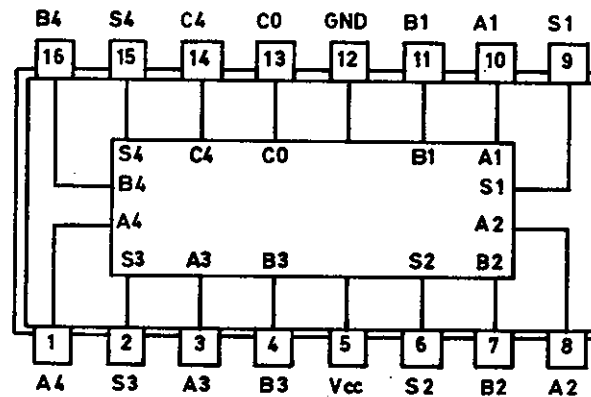 B4 S4 C4 C0 GND B1 A1 S1
16 15 14 13 12 11 10 9
S4 C4 C0 B1 A1
B4 S1
A4 A2
S3 A3 B3 S2 B2
1 2 3 4 5 6 7 8
A4 S3 A3 B3 Vcc S2 B2 A2